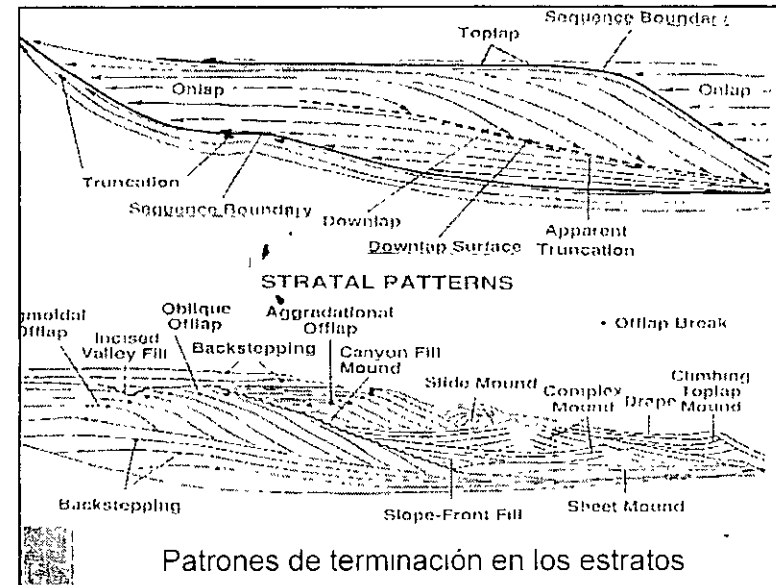 Sequence Boundary
Toplap
Onlap
Onlap
Truncation
Sequence Boundary
Downlap
Downlap Surface
Apparent
Truncation
STRATAL PATTERNS
gmoidal
Offlap
Incised
Valley Fill
Oblique
Offlap
Backstepping
Aggradational
Offlap
Canyon Fill
Mound
• Offlap Break
Slide Mound
Complex
Mound
Drape
Climbing
Toplap
Mound
Backstepping
Slope-Front Fill
Sheet Mound
Patrones de terminación en los estratos